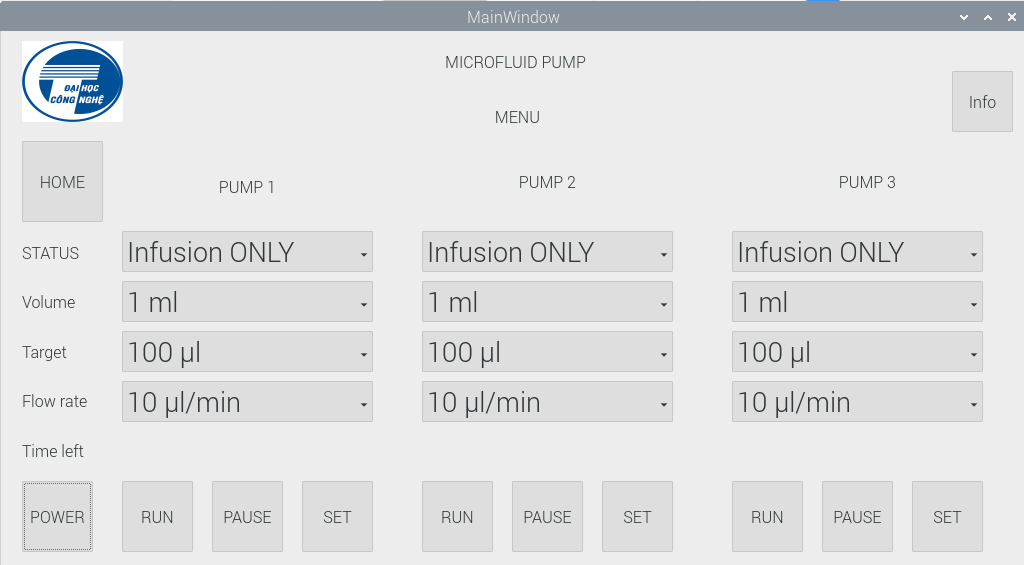 MainWindow
MICROFLUID PUMP
ĐẠI HỌC
CÔNG NGHỆ
Info
MENU
HOME
PUMP 1 PUMP 2 PUMP 3
STATUS Infusion ONLY Infusion ONLY Infusion ONLY
Volume 1 ml 1 ml 1 ml
Target 100 µl 100 µl 100 µl
Flow rate 10 µl/min 10 µl/min 10 µl/min
Time left
POWER RUN PAUSE SET RUN PAUSE SET RUN PAUSE SET